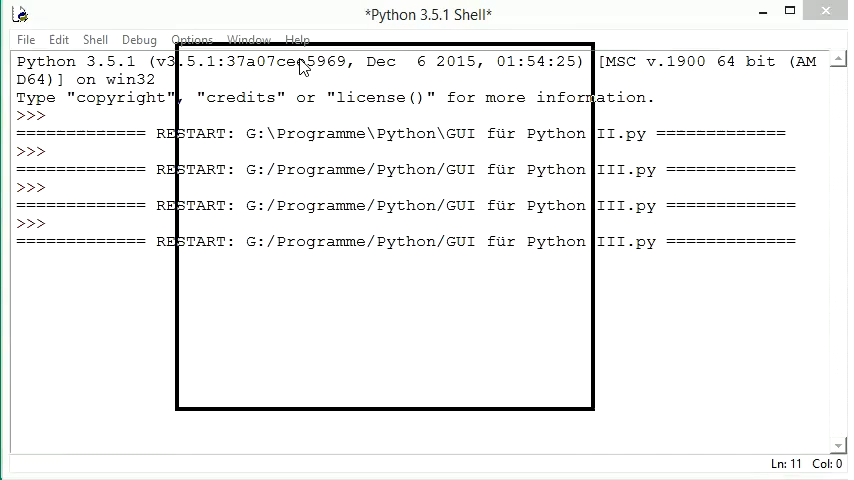 *Python 3.5.1 Shell*
File Edit Shell Debug Options Window Help
Python 3.5.1 (v3.5.1:37a07cee5969, Dec  6 2015, 01:54:25) [MSC v.1900 64 bit (AM
D64)] on win32
Type "copyright", "credits" or "license()" for more information.
>>>
============= RESTART: G:\Programme\Python\GUI für Python II.py =============
>>>
============= RESTART: G:/Programme/Python/GUI für Python III.py =============
>>>
============= RESTART: G:/Programme/Python/GUI für Python III.py =============
>>>
============= RESTART: G:/Programme/Python/GUI für Python III.py =============
Ln: 11 Col: 0